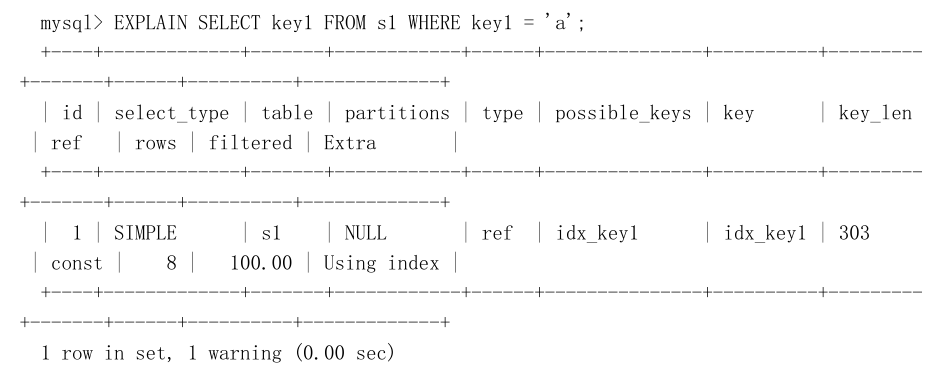 mysql> EXPLAIN SELECT key1 FROM s1 WHERE key1 = 'a';
+----+-------------+-------+------------+------+---------------+----------+---------
+-------+------+----------+-------------+
| id | select_type | table | partitions | type | possible_keys | key      | key_len
| ref   | rows | filtered | Extra       |
+----+-------------+-------+------------+------+---------------+----------+---------
+-------+------+----------+-------------+
|  1 | SIMPLE      | s1    | NULL       | ref  | idx_key1      | idx_key1 | 303
| const |    8 |   100.00 | Using index |
+----+-------------+-------+------------+------+---------------+----------+---------
+-------+------+----------+-------------+
1 row in set, 1 warning (0.00 sec)